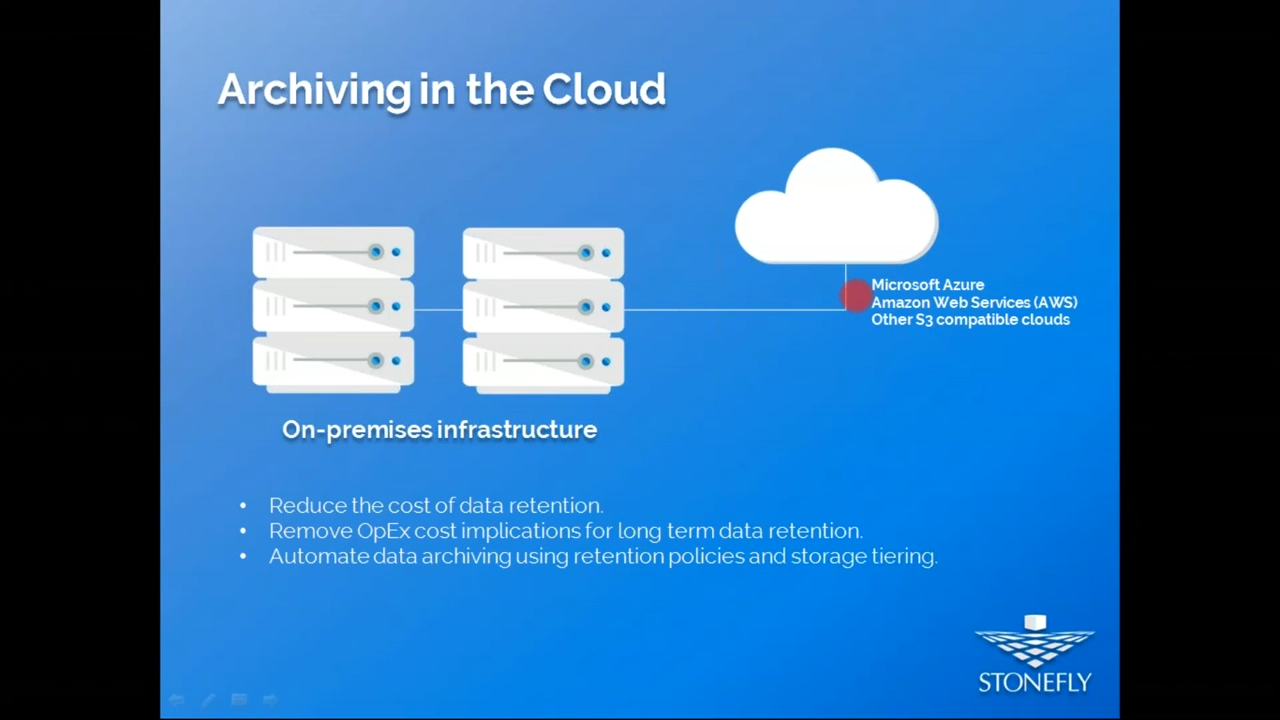 Archiving in the Cloud
Microsoft Azure
Amazon Web Services (AWS)
Other S3 compatible clouds
On-premises infrastructure
• Reduce the cost of data retention.
• Remove OpEx cost implications for long term data retention.
• Automate data archiving using retention policies and storage tiering.
STONEFLY